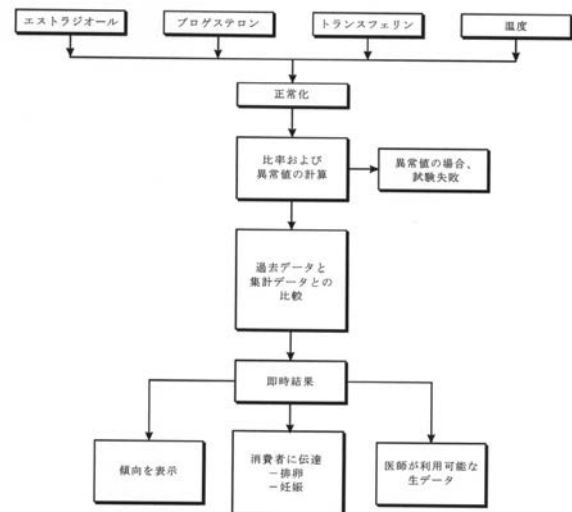 エストラジオール
プロゲステロン
トランスフェリン
温度
正常化
比率および
異常値の計算
異常値の場合、
試験失敗
過去データと
集計データとの
比較
即時結果
傾向を表示
消費者に伝達
－排卵
－妊娠
医師が利用可能な
生データ